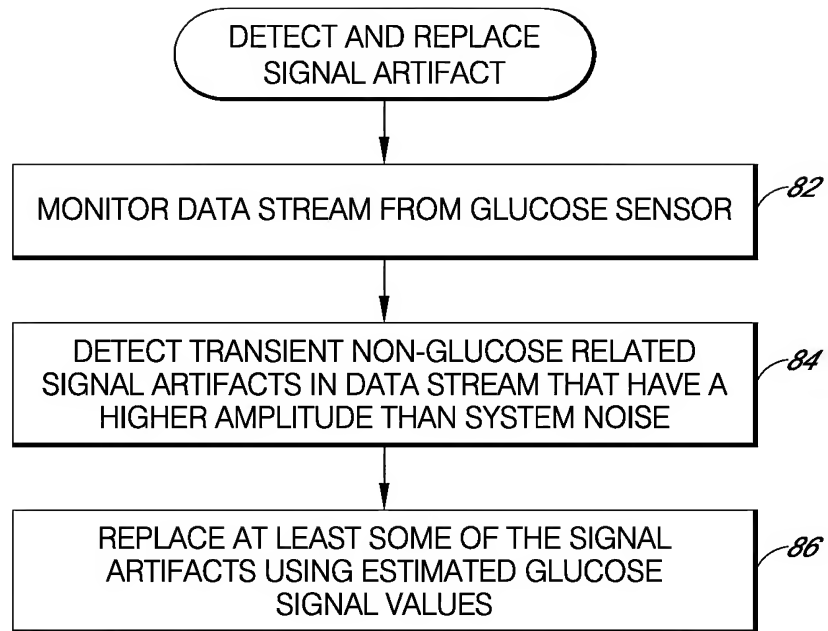 DETECT AND REPLACE
SIGNAL ARTIFACT
MONITOR DATA STREAM FROM GLUCOSE SENSOR
82
DETECT TRANSIENT NON-GLUCOSE RELATED
SIGNAL ARTIFACTS IN DATA STREAM THAT HAVE A
HIGHER AMPLITUDE THAN SYSTEM NOISE
84
REPLACE AT LEAST SOME OF THE SIGNAL
ARTIFACTS USING ESTIMATED GLUCOSE
SIGNAL VALUES
86